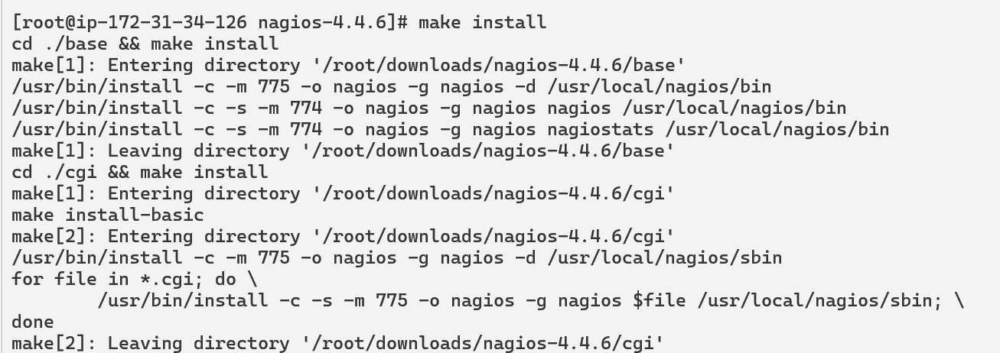 [root@ip-172-31-34-126 nagios-4.4.6]# make install
cd ./base && make install
make[1]: Entering directory '/root/downloads/nagios-4.4.6/base'
/usr/bin/install -c -m 775 -o nagios -g nagios -d /usr/local/nagios/bin
/usr/bin/install -c -s -m 774 -o nagios -g nagios nagios /usr/local/nagios/bin
/usr/bin/install -c -s -m 774 -o nagios -g nagios nagiostats /usr/local/nagios/bin
make[1]: Leaving directory '/root/downloads/nagios-4.4.6/base'
cd ./cgi && make install
make[1]: Entering directory '/root/downloads/nagios-4.4.6/cgi'
make install-basic
make[2]: Entering directory '/root/downloads/nagios-4.4.6/cgi'
/usr/bin/install -c -m 775 -o nagios -g nagios -d /usr/local/nagios/sbin
for file in *.cgi; do \
        /usr/bin/install -c -s -m 775 -o nagios -g nagios $file /usr/local/nagios/sbin; \
done
make[2]: Leaving directory '/root/downloads/nagios-4.4.6/cgi'